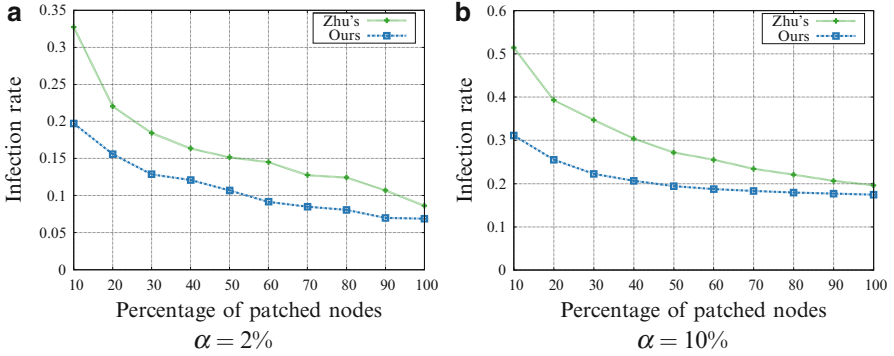 a
0.35
0.3
0.25
0.2
0.15
0.1
0.05
0
Infection rate
Zhu's
Ours
10 20 30 40 50 60 70 80 90 100
Percentage of patched nodes
α = 2%
b
0.6
0.5
0.4
0.3
0.2
0.1
0
Infection rate
Zhu's
Ours
10 20 30 40 50 60 70 80 90 100
Percentage of patched nodes
α = 10%